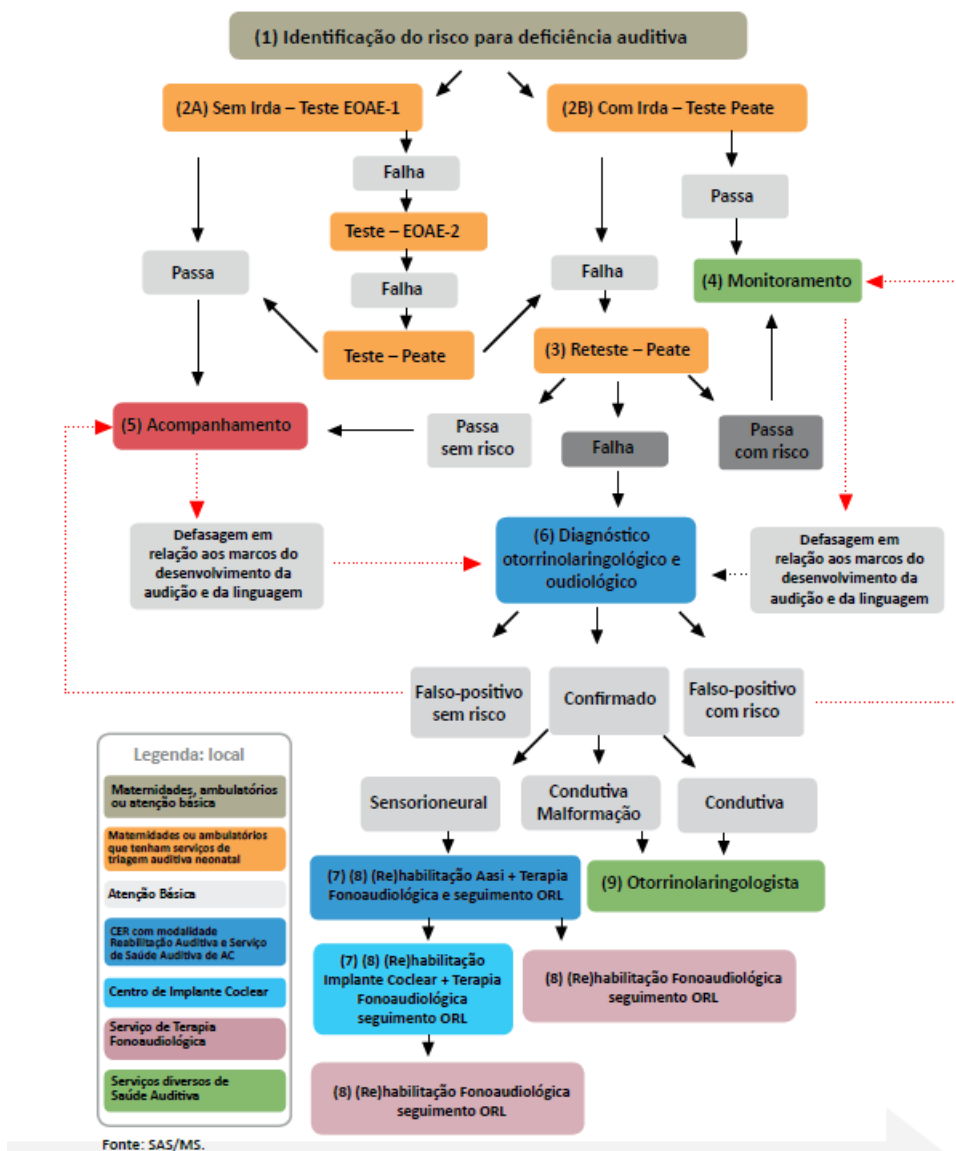 (1) Identificação do risco para deficiência auditiva
(2A) Sem Irda – Teste EOAE-1
(2B) Com Irda – Teste Peate
Falha
Passa
Teste – EOAE-2
Passa
Falha
Falha
(4) Monitoramento
Teste – Peate
(3) Reteste – Peate
(5) Acompanhamento
Passa
sem risco
Falha
Passa
com risco
Defasagem em
relação aos marcos do
desenvolvimento da
audição e da linguagem
(6) Diagnóstico
otorrinolaringológico e
oudiológico
Defasagem em
relação aos marcos do
desenvolvimento da
audição e da linguagem
Falso-positivo
sem risco
Confirmado
Falso-positivo
com risco
Sensorioneural
Condutiva
Malformação
Condutiva
(7) (8) (Re)habilitação Aasi + Terapia
Fonoaudiológica e seguimento ORL
(9) Otorrinolaringologista
(7) (8) (Re)habilitação
Implante Coclear + Terapia
Fonoaudiológica
seguimento ORL
(8) (Re)habilitação Fonoaudiológica
seguimento ORL
(8) (Re)habilitação Fonoaudiológica
seguimento ORL
Legenda: local
Maternidades, ambulatórios
ou atenção básica
Maternidades ou ambulatórios
que tenham serviços de
triagem auditiva neonatal
Atenção Básica
CER com modalidade
Reabilitação Auditiva e Serviço
de Saúde Auditiva de AC
Centro de Implante Coclear
Serviço de Terapia
Fonoaudiológica
Serviços diversos de
Saúde Auditiva
Fonte: SAS/MS.